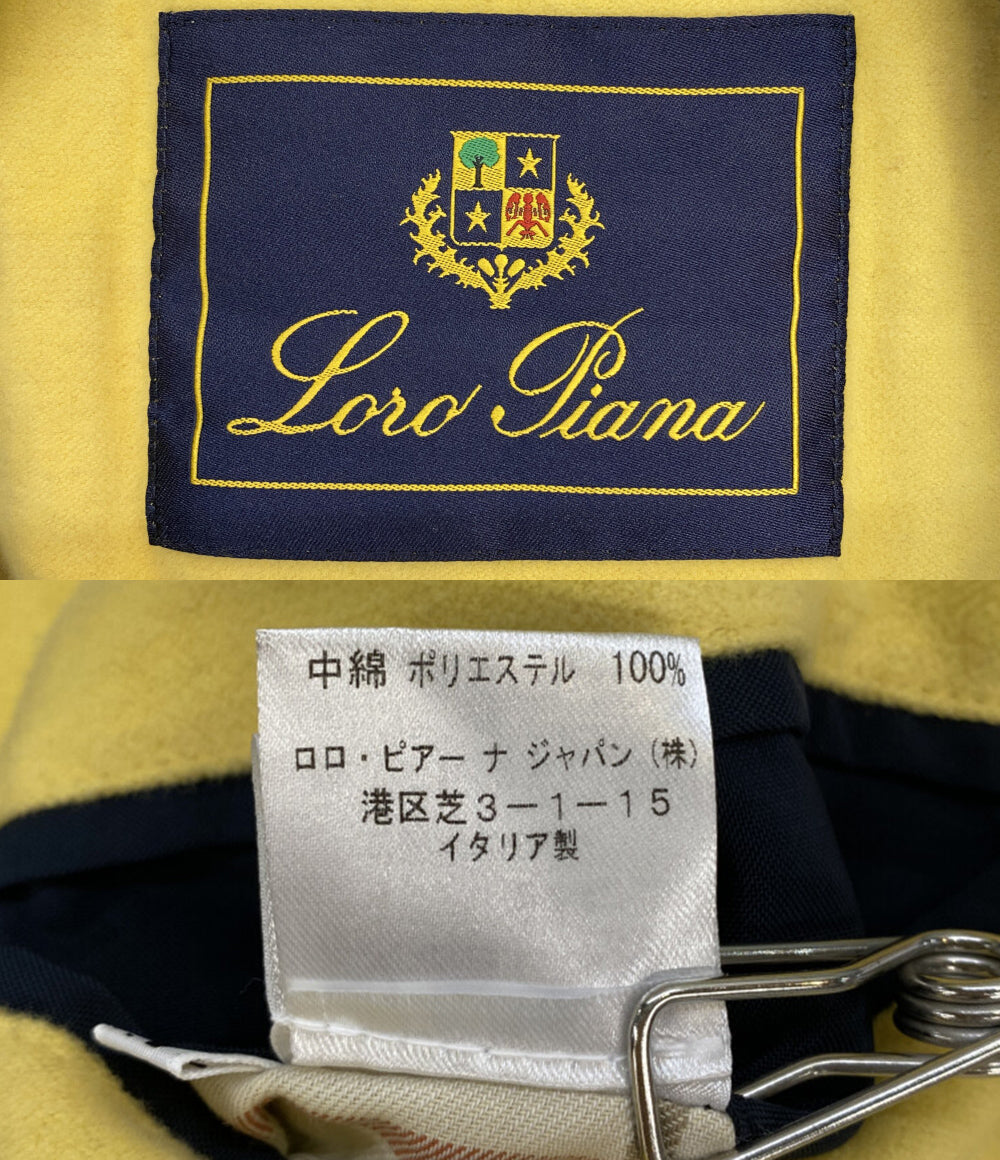 Loro Piana
中綿 ポリエステル 100%
ロロ・ピアーナ ジャパン(株)
港区芝3-1-15
イタリア製